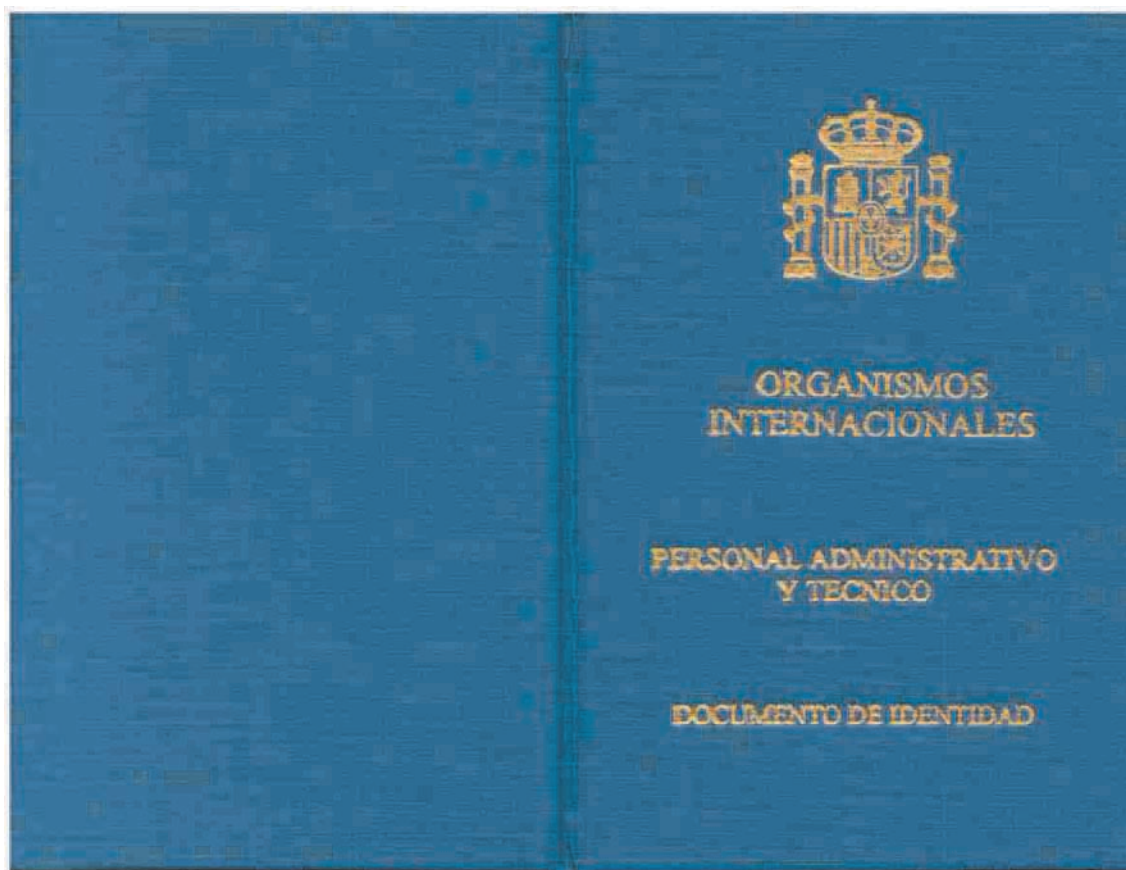 ORGANISMOS
INTERNACIONALES
PERSONAL ADMINISTRATIVO
Y TECNICO
DOCUMENTO DE IDENTIDAD